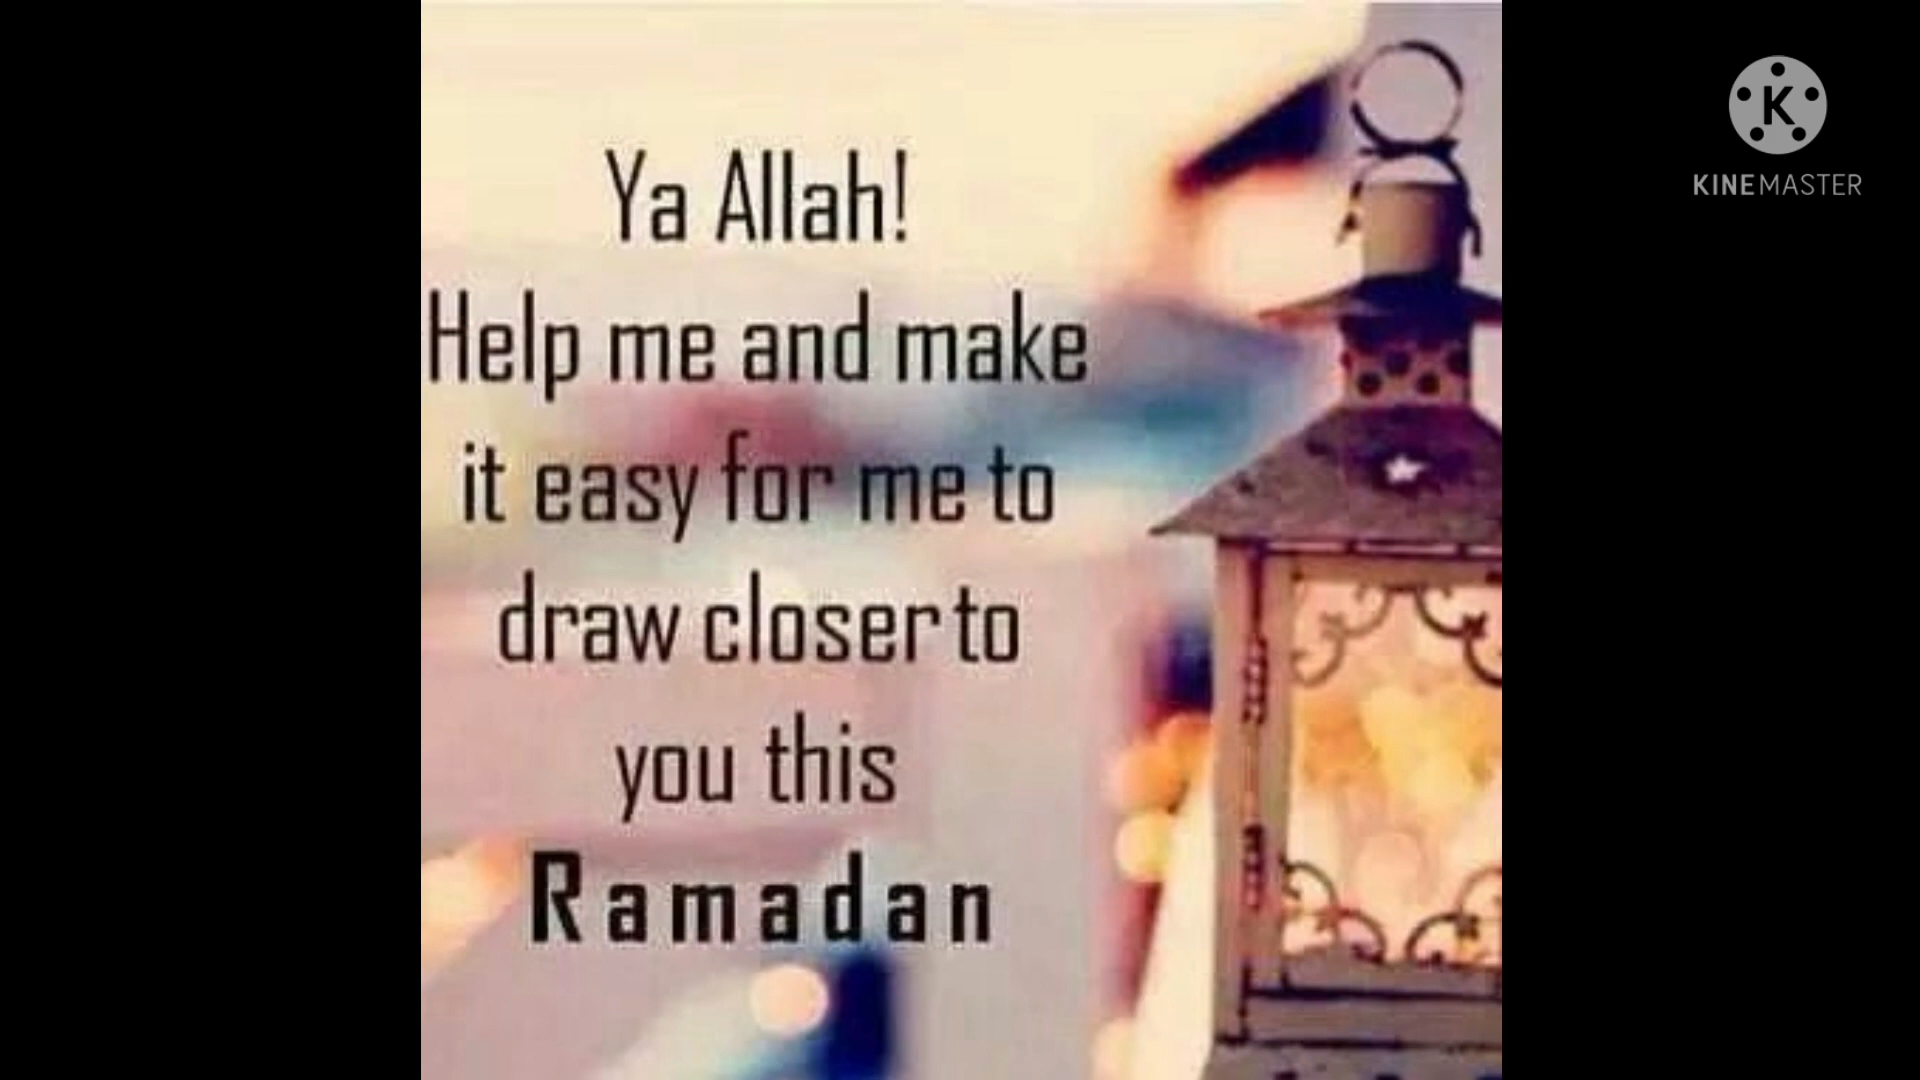 Ya Allah!
Help me and make
it easy for me to
draw closer to
you this
Ramadan
K
KINEMASTER